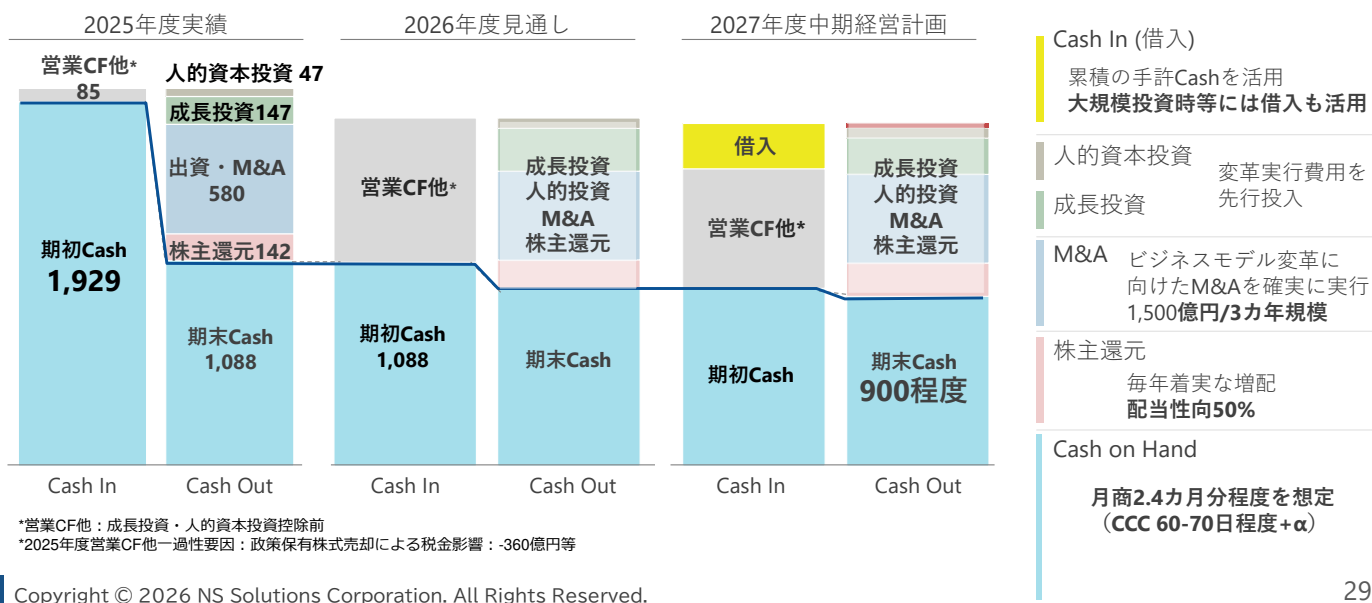 2025年度実績
営業CF他*
85
人的資本投資 47
成長投資147
出資・M&A
580
株主還元142
期初Cash
1,929
期末Cash
1,088
Cash In
Cash Out
2026年度見通し
営業CF他*
成長投資
人的投資
M&A
株主還元
期初Cash
1,088
期末Cash
Cash In
Cash Out
2027年度中期経営計画
借入
営業CF他*
成長投資
人的投資
M&A
株主還元
期初Cash
期末Cash
900程度
Cash In
Cash Out
Cash In (借入)
累積の手許Cashを活用
大規模投資時等には借入も活用
人的資本投資
成長投資
変革実行費用を
先行投入
M&A
ビジネスモデル変革に
向けたM&Aを確実に実行
1,500億円/3カ年規模
株主還元
毎年着実な増配
配当性向50%
Cash on Hand
月商2.4カ月分程度を想定
（CCC 60-70日程度+α）
*営業CF他：成長投資・人的資本投資控除前
*2025年度営業CF他一過性要因：政策保有株式売却による税金影響：-360億円等
Copyright © 2026 NS Solutions Corporation. All Rights Reserved.
29